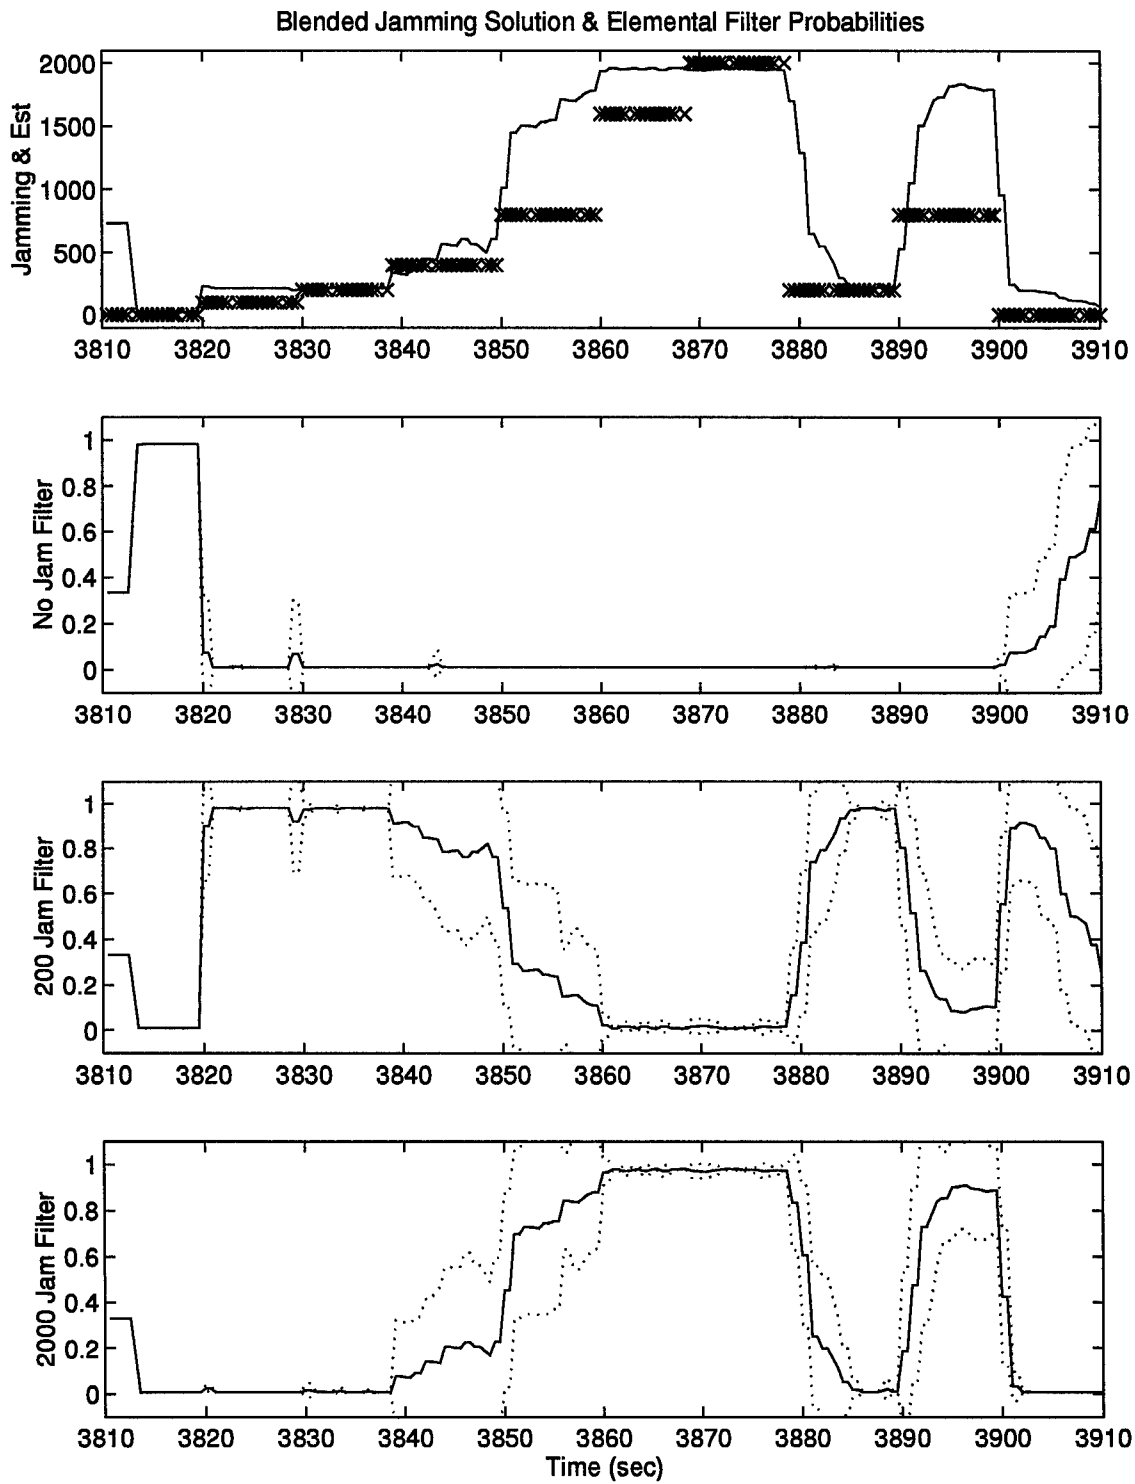 Blended Jamming Solution & Elemental Filter Probabilities
Jamming & Est
2000
1500
1000
500
0
3810 3820 3830 3840 3850 3860 3870 3880 3890 3900 3910
No Jam Filter
1
0.8
0.6
0.4
0.2
0
3810 3820 3830 3840 3850 3860 3870 3880 3890 3900 3910
200 Jam Filter
1
0.8
0.6
0.4
0.2
0
3810 3820 3830 3840 3850 3860 3870 3880 3890 3900 3910
2000 Jam Filter
1
0.8
0.6
0.4
0.2
0
3810 3820 3830 3840 3850 3860 3870 3880 3890 3900 3910
Time (sec)